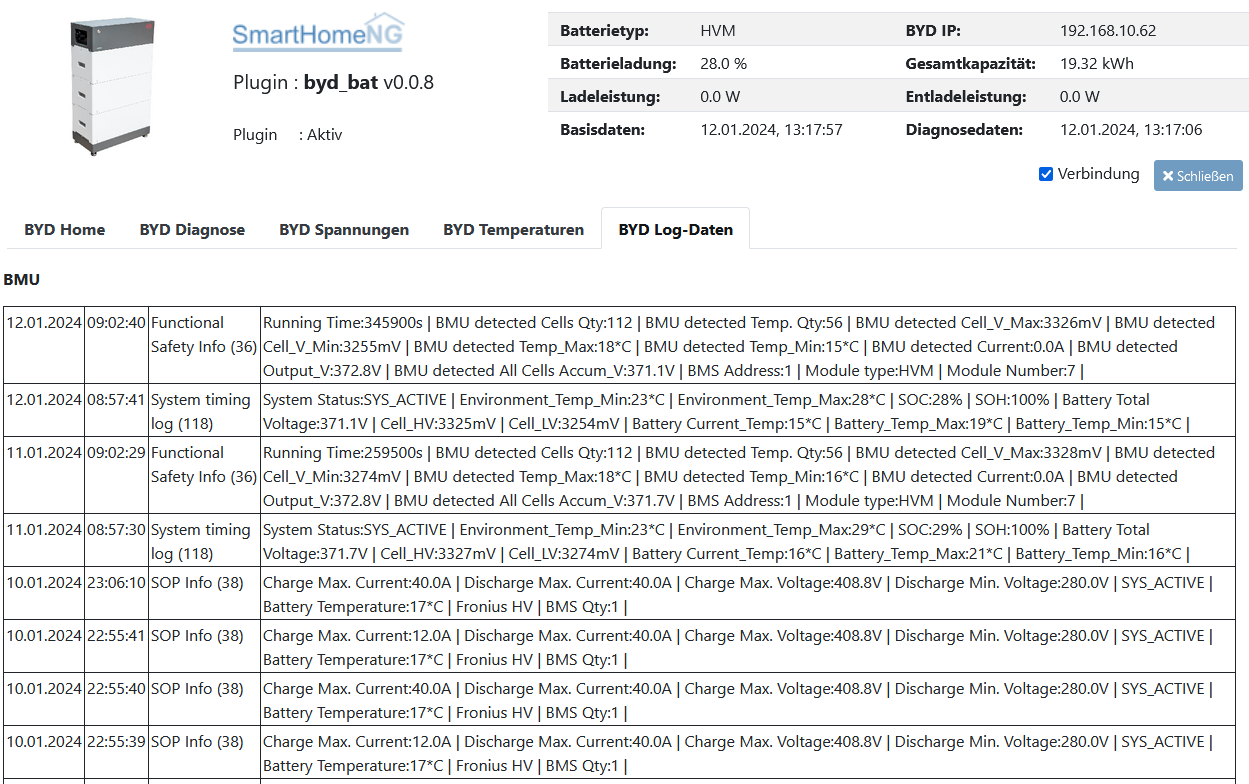 SmartHomeNG
Plugin : byd_bat v0.0.8
Plugin : Aktiv
Batterietyp: HVM BYD IP: 192.168.10.62
Batterieladung: 28.0 % Gesamtkapazität: 19.32 kWh
Ladeleistung: 0.0 W Entladeleistung: 0.0 W
Basisdaten: 12.01.2024, 13:17:57 Diagnosedaten: 12.01.2024, 13:17:06
Verbindung Schließen
BYD Home BYD Diagnose BYD Spannungen BYD Temperaturen BYD Log-Daten
BMU
12.01.2024 09:02:40 Functional Safety Info (36)
Running Time:345900s | BMU detected Cells Qty:112 | BMU detected Temp. Qty:56 | BMU detected Cell_V_Max:3326mV | BMU detected
Cell_V_Min:3255mV | BMU detected Temp_Max:18*C | BMU detected Temp_Min:15*C | BMU detected Current:0.0A | BMU detected
Output_V:372.8V | BMU detected All Cells Accum_V:371.1V | BMS Address:1 | Module type:HVM | Module Number:7 |
12.01.2024 08:57:41 System timing log (118)
System Status:SYS_ACTIVE | Environment_Temp_Min:23*C | Environment_Temp_Max:28*C | SOC:28% | SOH:100% | Battery Total
Voltage:371.1V | Cell_HV:3325mV | Cell_LV:3254mV | Battery Current_Temp:15*C | Battery_Temp_Max:19*C | Battery_Temp_Min:15*C |
11.01.2024 09:02:29 Functional Safety Info (36)
Running Time:259500s | BMU detected Cells Qty:112 | BMU detected Temp. Qty:56 | BMU detected Cell_V_Max:3328mV | BMU detected
Cell_V_Min:3274mV | BMU detected Temp_Max:18*C | BMU detected Temp_Min:16*C | BMU detected Current:0.0A | BMU detected
Output_V:372.8V | BMU detected All Cells Accum_V:371.7V | BMS Address:1 | Module type:HVM | Module Number:7 |
11.01.2024 08:57:30 System timing log (118)
System Status:SYS_ACTIVE | Environment_Temp_Min:23*C | Environment_Temp_Max:29*C | SOC:29% | SOH:100% | Battery Total
Voltage:371.7V | Cell_HV:3327mV | Cell_LV:3274mV | Battery Current_Temp:16*C | Battery_Temp_Max:21*C | Battery_Temp_Min:16*C |
10.01.2024 23:06:10 SOP Info (38)
Charge Max. Current:40.0A | Discharge Max. Current:40.0A | Charge Max. Voltage:408.8V | Discharge Min. Voltage:280.0V | SYS_ACTIVE |
Battery Temperature:17*C | Fronius HV | BMS Qty:1 |
10.01.2024 22:55:41 SOP Info (38)
Charge Max. Current:12.0A | Discharge Max. Current:40.0A | Charge Max. Voltage:408.8V | Discharge Min. Voltage:280.0V | SYS_ACTIVE |
Battery Temperature:17*C | Fronius HV | BMS Qty:1 |
10.01.2024 22:55:40 SOP Info (38)
Charge Max. Current:40.0A | Discharge Max. Current:40.0A | Charge Max. Voltage:408.8V | Discharge Min. Voltage:280.0V | SYS_ACTIVE |
Battery Temperature:17*C | Fronius HV | BMS Qty:1 |
10.01.2024 22:55:39 SOP Info (38)
Charge Max. Current:12.0A | Discharge Max. Current:40.0A | Charge Max. Voltage:408.8V | Discharge Min. Voltage:280.0V | SYS_ACTIVE |
Battery Temperature:17*C | Fronius HV | BMS Qty:1 |